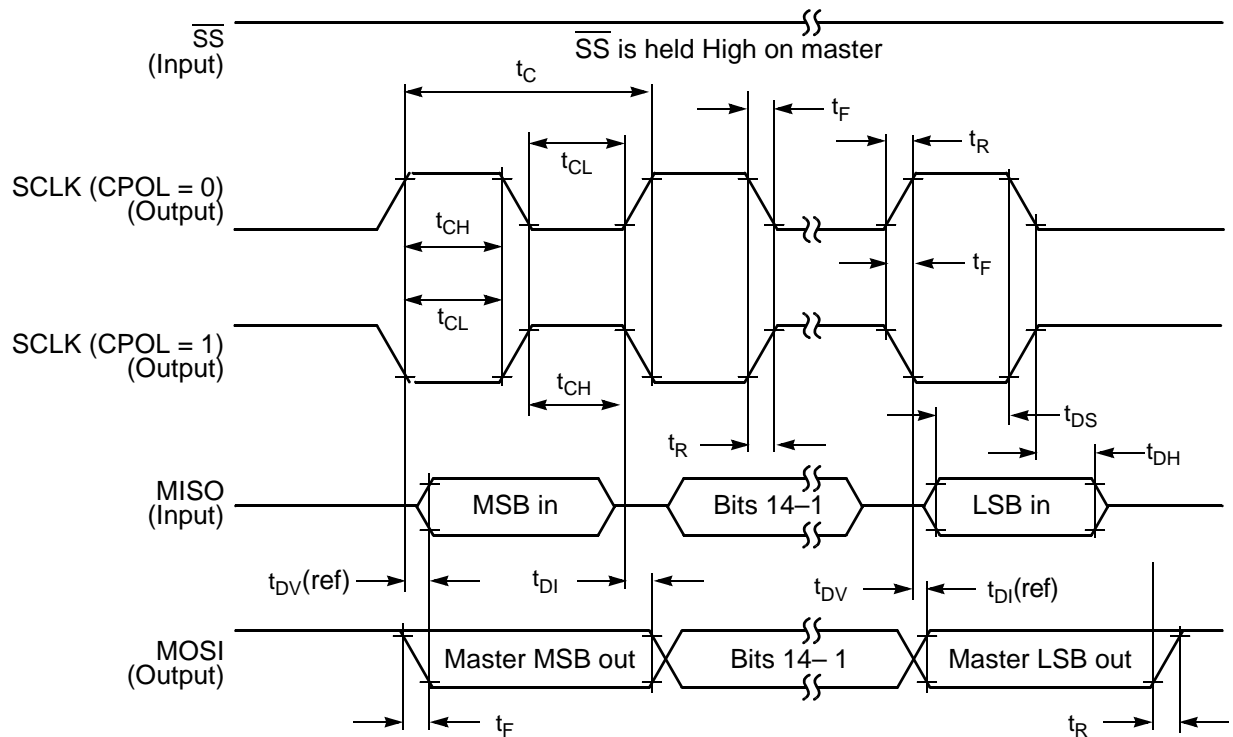 SS
(Input)
SS is held High on master
tC
tF
tR
tCL
SCLK (CPOL = 0)
(Output)
tCH
tF
tCL
SCLK (CPOL = 1)
(Output)
tCH
tDS
tR
tDH
MISO
(Input)
MSB in
Bits 14–1
LSB in
tDV(ref)
tDI
tDV
tDI(ref)
MOSI
(Output)
Master MSB out
Bits 14– 1
Master LSB out
tF
tR